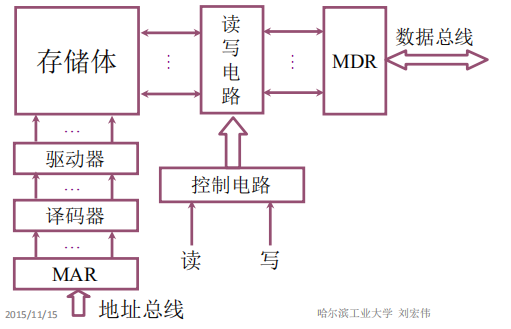 存储体
读
写
电
路
MDR
数据总线
驱动器
控制电路
译码器
读
写
MAR
地址总线
2015/11/15
哈尔滨工业大学 刘宏伟